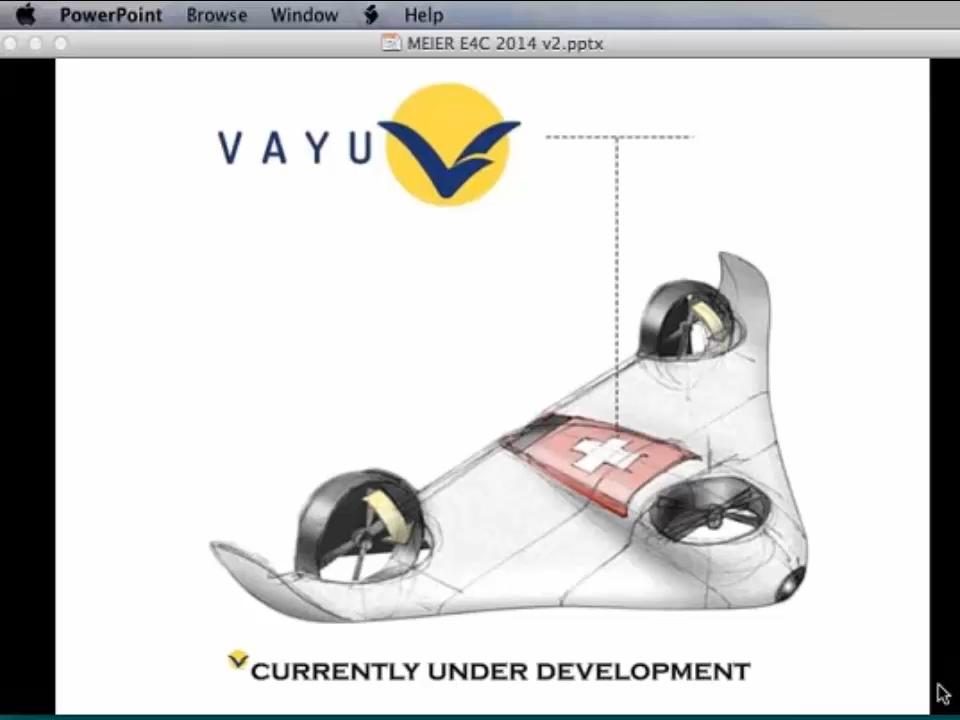 PowerPoint Browse Window Help
MEIER E4C 2014 v2.pptx
VAYU
CURRENTLY UNDER DEVELOPMENT